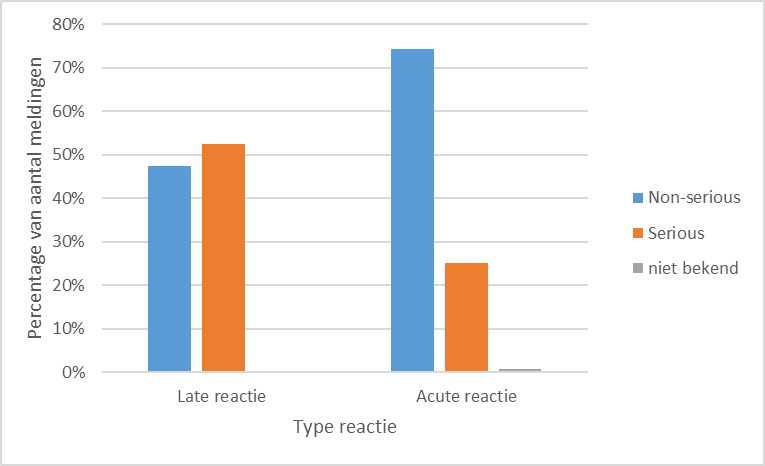 80%
70%
60%
50%
40%
30%
20%
10%
0%
Percentage van aantal meldingen
Late reactie
Acute reactie
Type reactie
Non-serious
Serious
niet bekend